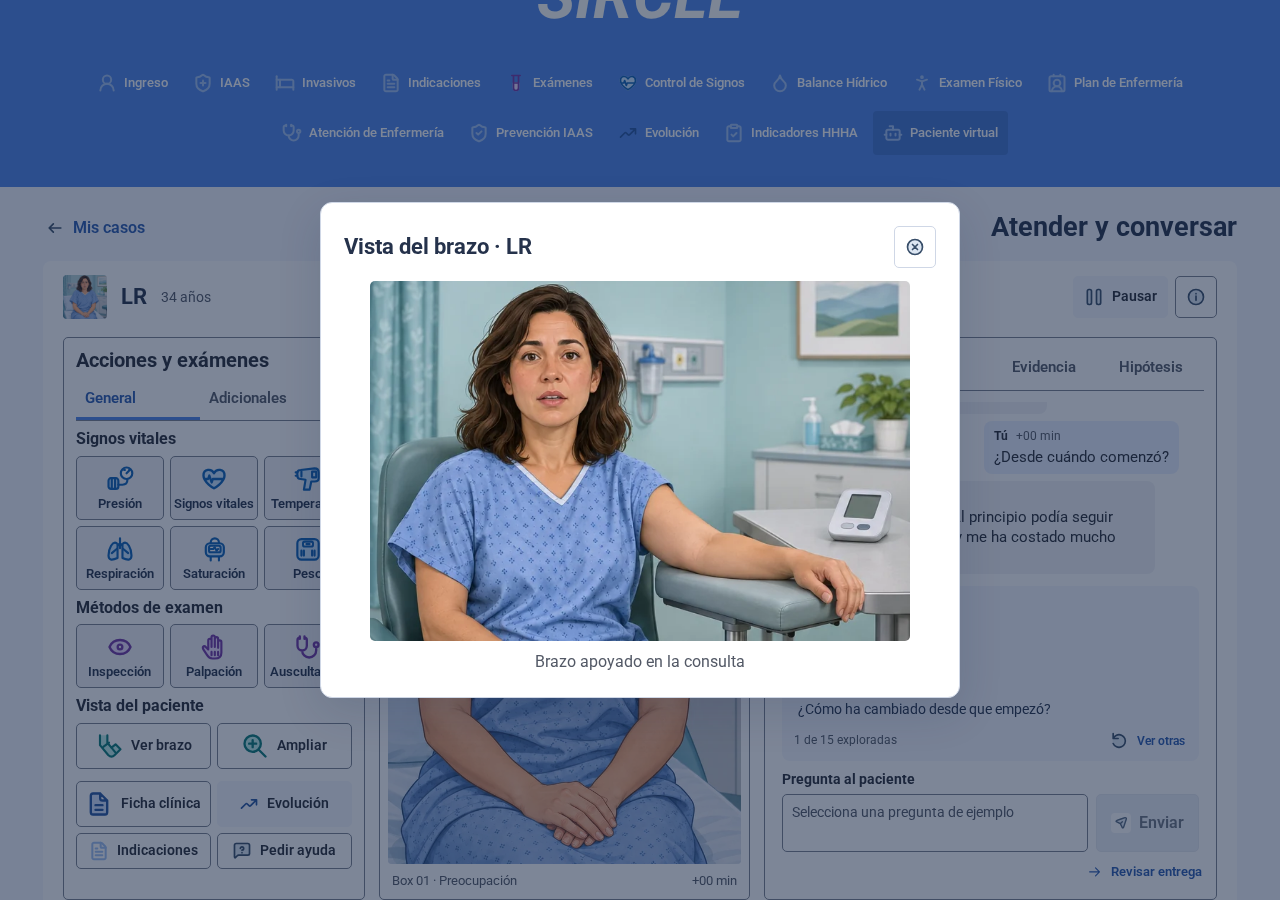 SIRCLE
Ingreso
IAAS
Invasivos
Indicaciones
Exámenes
Control de Signos
Balance Hídrico
Examen Físico
Plan de Enfermería
Atención de Enfermería
Prevención IAAS
Evolución
Indicadores HHHA
Paciente virtual
Mis casos
Atender y conversar
LR
34 años
Pausar
Vista del brazo · LR
Brazo apoyado en la consulta
Acciones y exámenes
General
Adicionales
Signos vitales
Presión
Signos vitales
Respiración
Saturación
Peso
Métodos de examen
Inspección
Palpación
Vista del paciente
Ver brazo
Ampliar
Ficha clínica
Evolución
Indicaciones
Pedir ayuda
Box 01 · Preocupación
+00 min
Evidencia
Hipótesis
Tú +00 min
¿Desde cuándo comenzó?
l principio podía seguir
y me ha costado mucho
¿Cómo ha cambiado desde que empezó?
1 de 15 exploradas
Ver otras
Pregunta al paciente
Selecciona una pregunta de ejemplo
Enviar
Revisar entrega